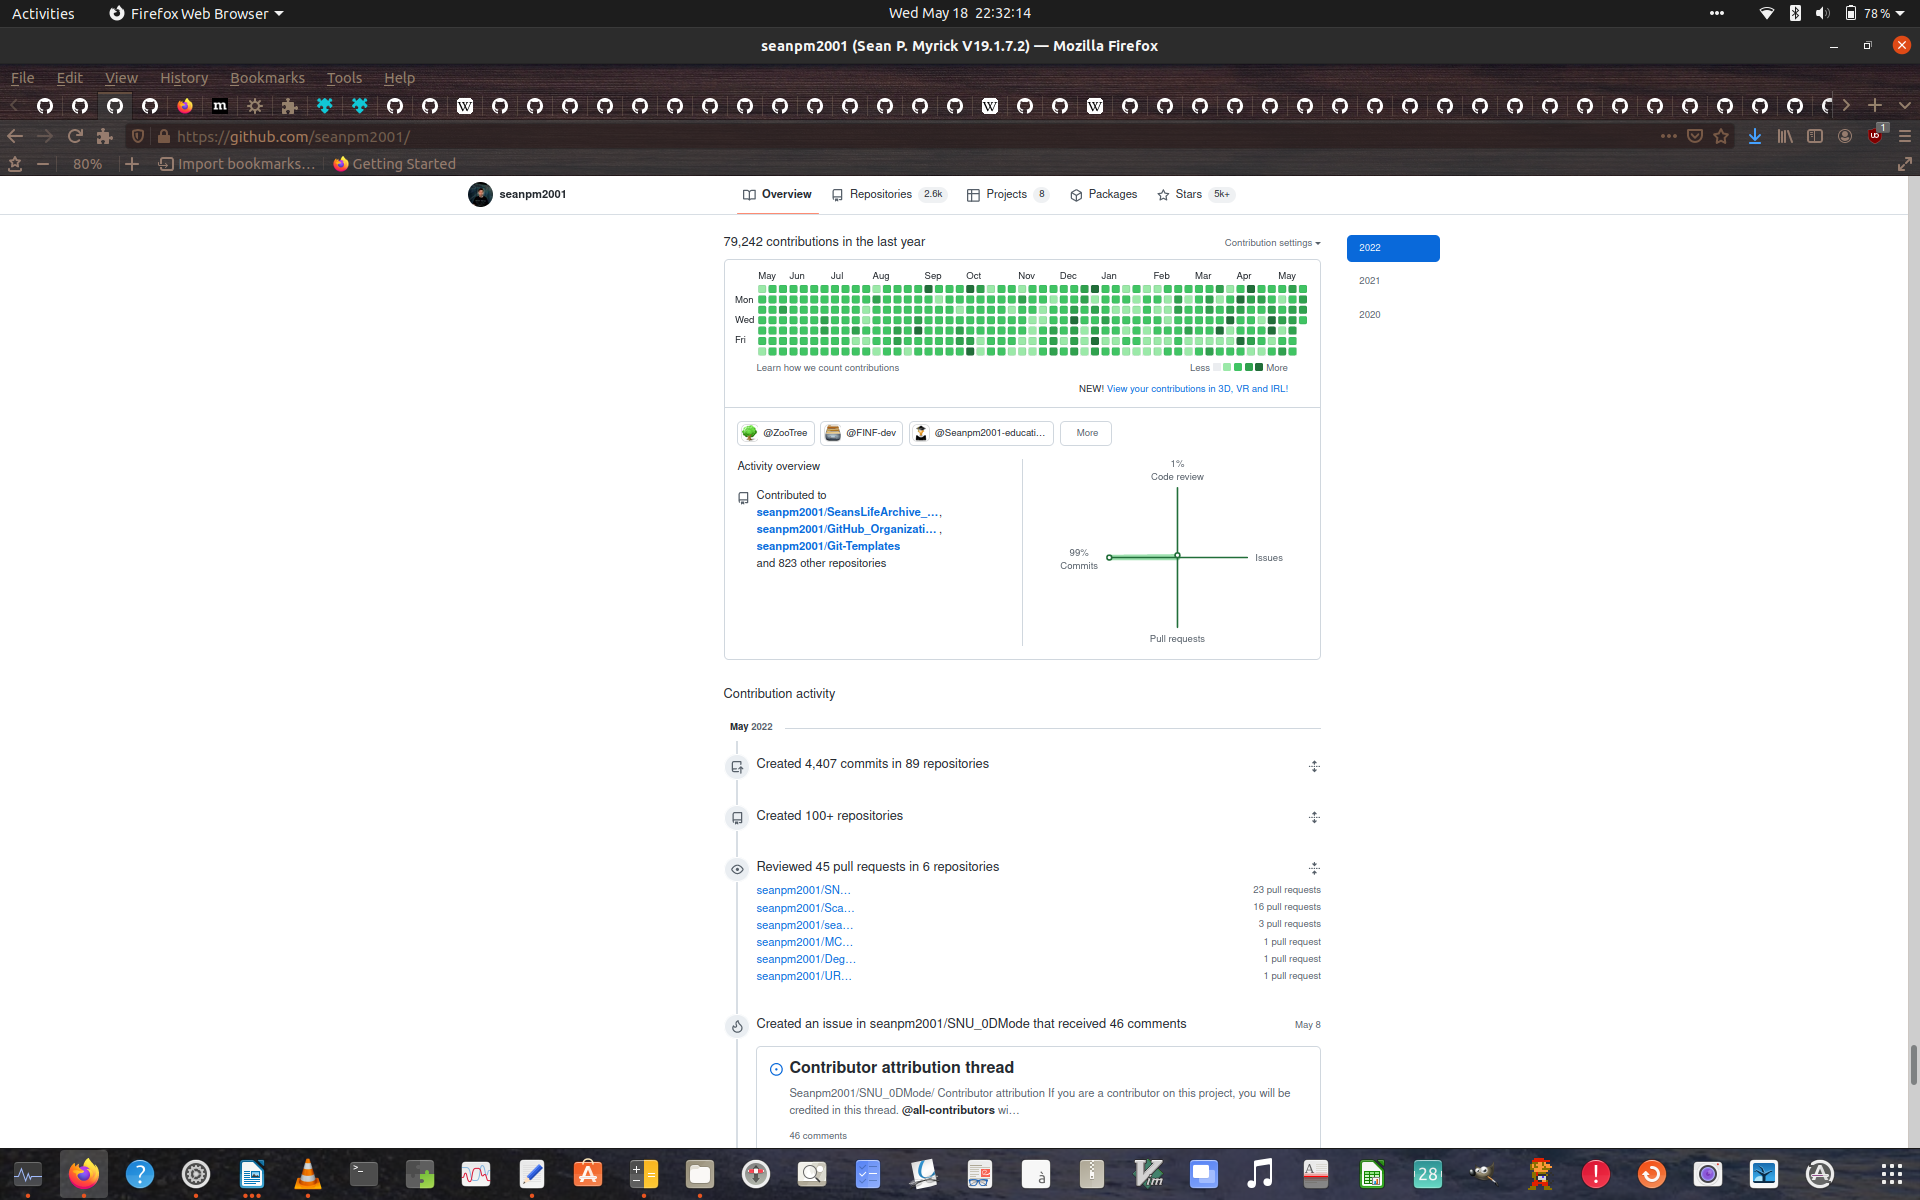 Activities
Firefox Web Browser
Wed May 18 22:32:14
78 %
seanpm2001 (Sean P. Myrick V19.1.7.2) — Mozilla Firefox
File Edit View History Bookmarks Tools Help
https://github.com/seanpm2001/
1
80%
Import bookmarks...
Getting Started
seanpm2001
Overview
Repositories 2.6k
Projects 8
Packages
Stars 5k+
79,242 contributions in the last year
Contribution settings
2022
2021
2020
May Jun Jul Aug Sep Oct Nov Dec Jan Feb Mar Apr May
Mon
Wed
Fri
Learn how we count contributions
Less More
NEW! View your contributions in 3D, VR and IRL!
@ZooTree
@FINF-dev
@Seanpm2001-educati...
More
Activity overview
Contributed to
seanpm2001/SeansLifeArchive_...,
seanpm2001/GitHub_Organizati... ,
seanpm2001/Git-Templates
and 823 other repositories
1%
Code review
99%
Commits
Issues
Pull requests
Contribution activity
May 2022
Created 4,407 commits in 89 repositories
Created 100+ repositories
Reviewed 45 pull requests in 6 repositories
seanpm2001/SN... 23 pull requests
seanpm2001/Sca... 16 pull requests
seanpm2001/sea... 3 pull requests
seanpm2001/MC... 1 pull request
seanpm2001/Deg... 1 pull request
seanpm2001/UR... 1 pull request
Created an issue in seanpm2001/SNU_0DMode that received 46 comments
May 8
Contributor attribution thread
Seanpm2001/SNU_0DMode/ Contributor attribution If you are a contributor on this project, you will be
credited in this thread. @all-contributors wi...
46 comments
28